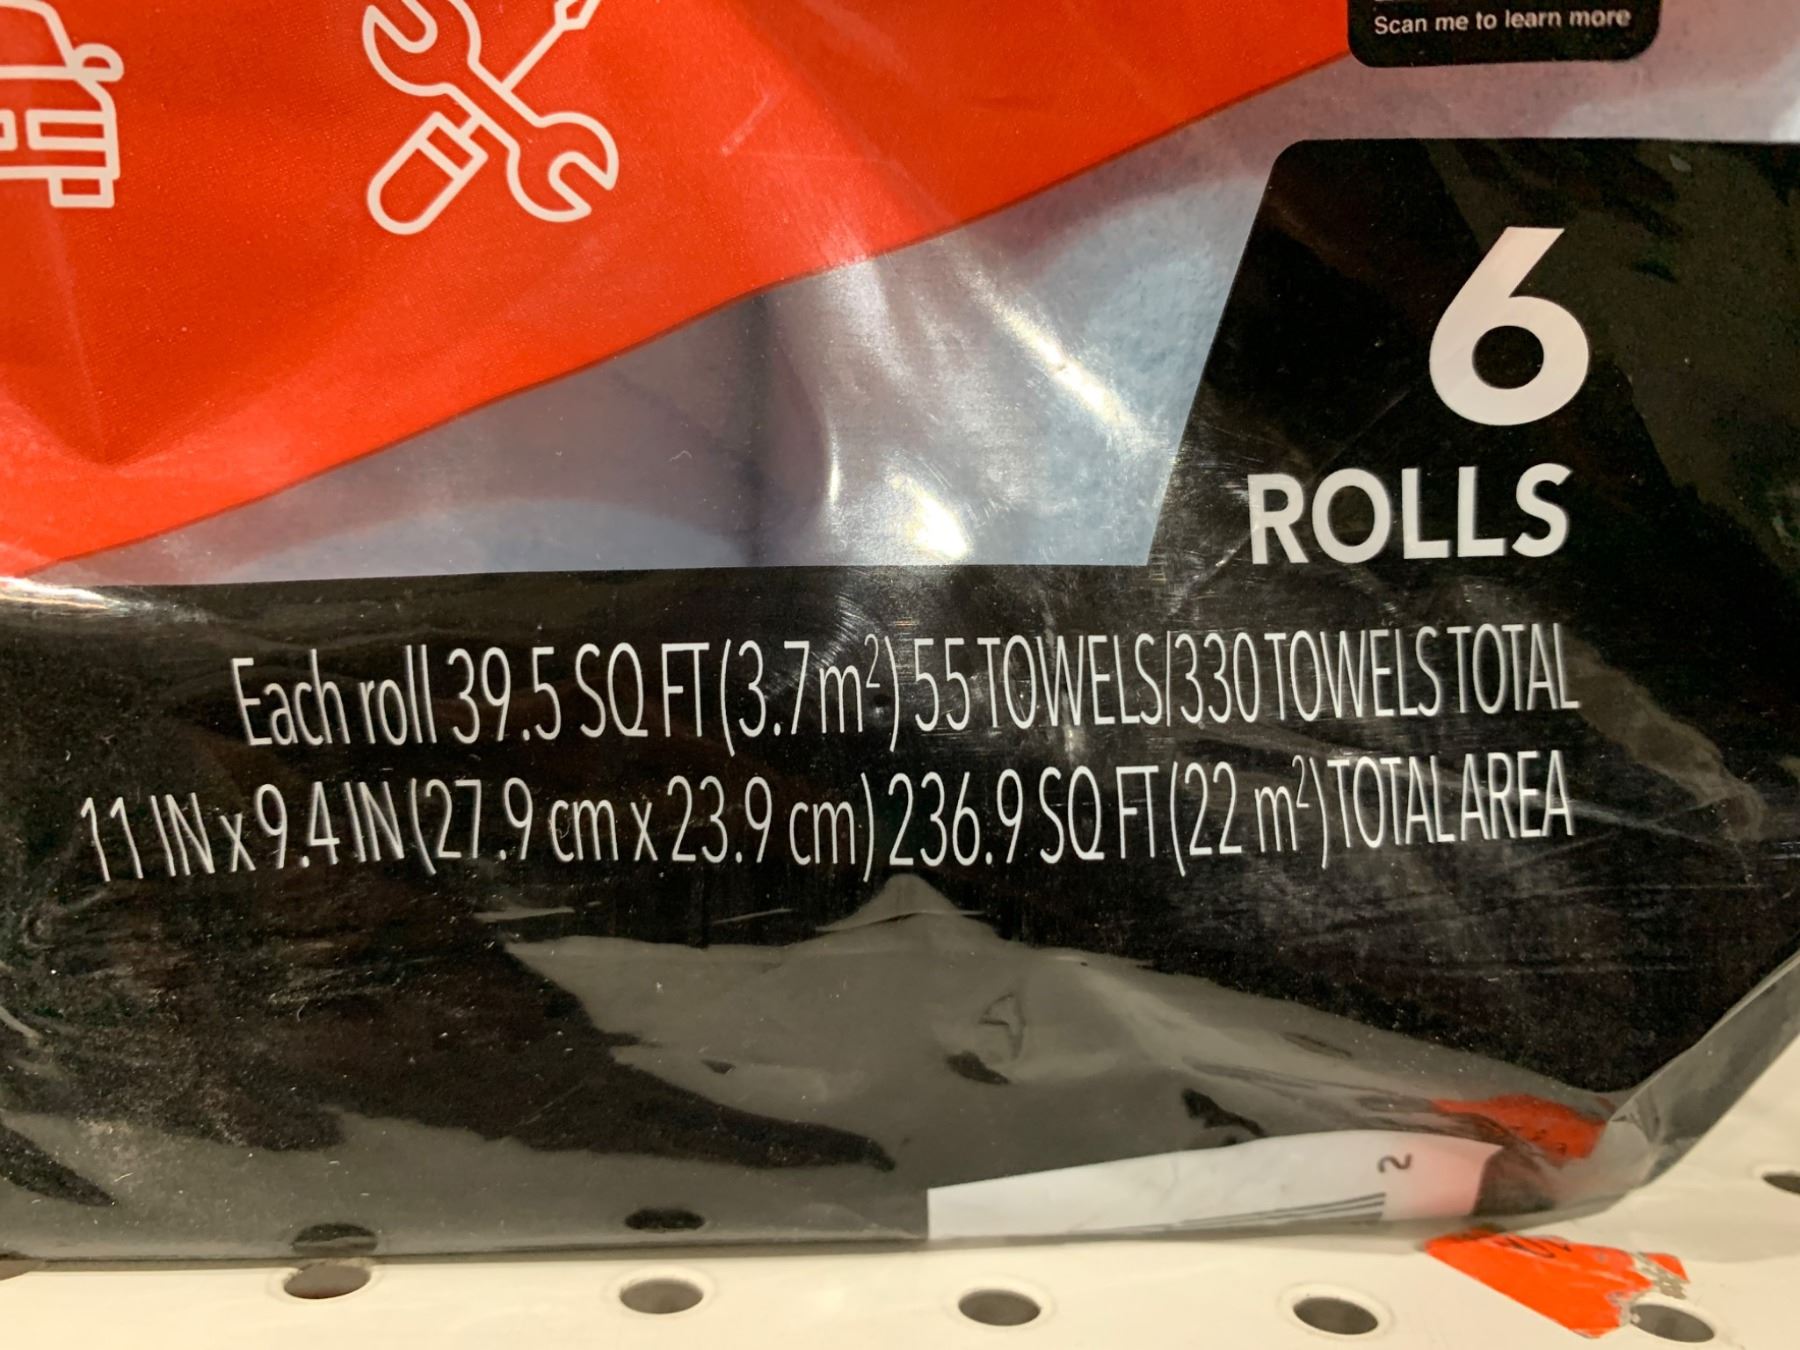 Scan me to learn more
6
ROLLS
Each roll 39.5 SQ FT (3.7m²) 55 TOWELS/330 TOWELS TOTAL
11 IN x 9.4 IN (27.9 cm x 23.9 cm) 236.9 SQ FT (22 m²) TOTAL AREA
2